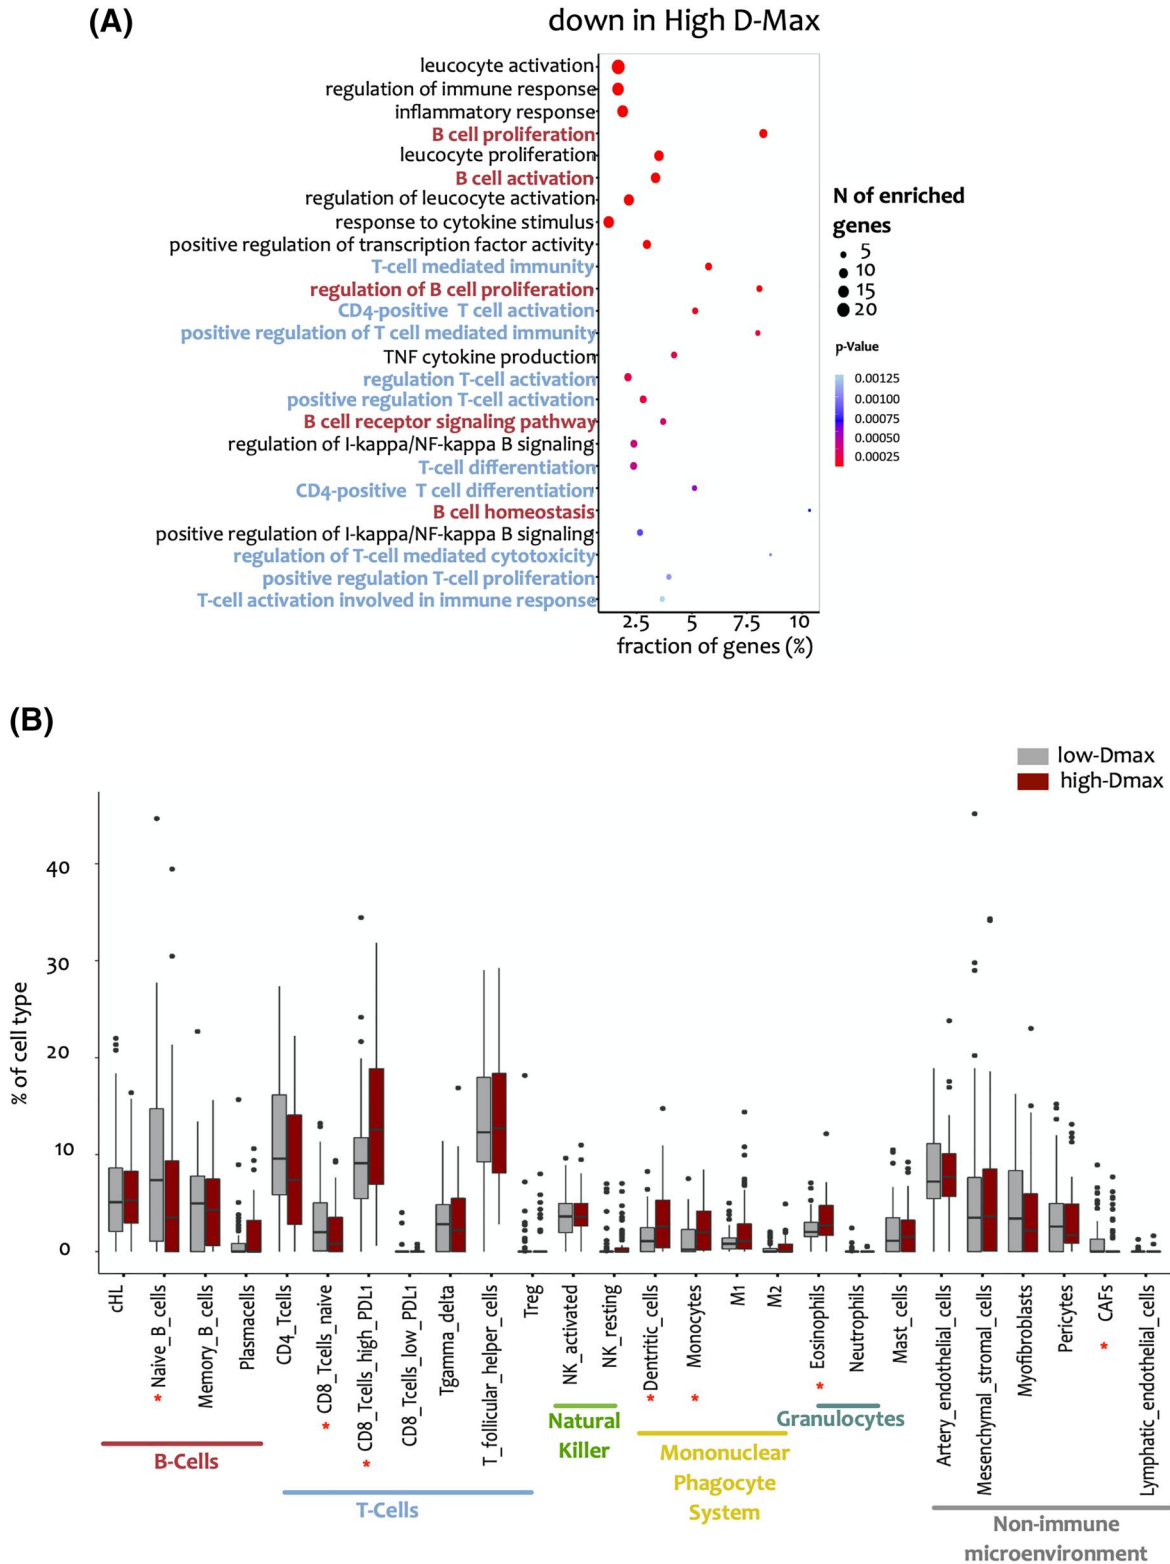 (A)
down in High D-Max
leucocyte activation
regulation of immune response
inflammatory response
B cell proliferation
leucocyte proliferation
B cell activation
regulation of leucocyte activation
response to cytokine stimulus
positive regulation of transcription factor activity
T-cell mediated immunity
regulation of B cell proliferation
CD4-positive T cell activation
positive regulation of T cell mediated immunity
TNF cytokine production
regulation T-cell activation
positive regulation T-cell activation
B cell receptor signaling pathway
regulation of I-kappa/NF-kappa B signaling
T-cell differentiation
CD4-positive T cell differentiation
B cell homeostasis
positive regulation of I-kappa/NF-kappa B signaling
regulation of T-cell mediated cytotoxicity
positive regulation T-cell proliferation
T-cell activation involved in immune response
2.5 5 7.5 10
fraction of genes (%)
N of enriched
genes
5
10
15
20
p-Value
0.00125
0.00100
0.00075
0.00050
0.00025
(B)
low-Dmax
high-Dmax
% of cell type
40
30
20
10
0
cHL
* Naive_B_cells
Memory_B_cells
Plasmacells
CD4_Tcells
* CD8_Tcells_naive
* CD8_Tcells_high_PDL1
CD8_Tcells_low_PDL1
Tgamma_delta
T_follicular_helper_cells
Treg
NK_activated
NK_resting
* Dentritic_cells
* Monocytes
M1
M2
* Eosinophils
Neutrophils
Mast_cells
Artery_endothelial_cells
Mesenchymal_stromal_cells
Myofibroblasts
Pericytes
* CAFs
Lymphatic_endothelial_cells
B-Cells
T-Cells
Natural
Killer
Mononuclear
Phagocyte
System
Granulocytes
Non-immune
microenvironment